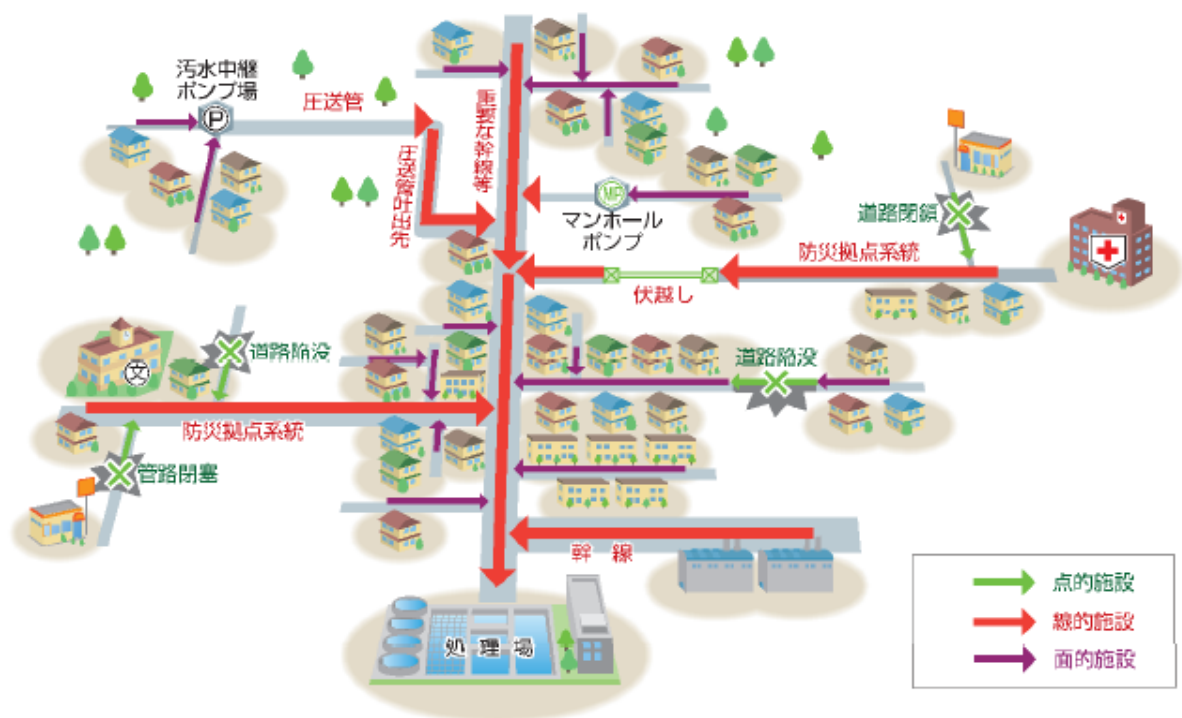 汚水中継
ポンプ場
P
圧送管
圧送管吐出先
重要な幹線等
MP
マンホール
ポンプ
道路閉鎖
防災拠点系統
伏越し
文
道路陥没
道路陥没
防災拠点系統
管路閉塞
幹 線
処 理 場
点的施設
線的施設
面的施設